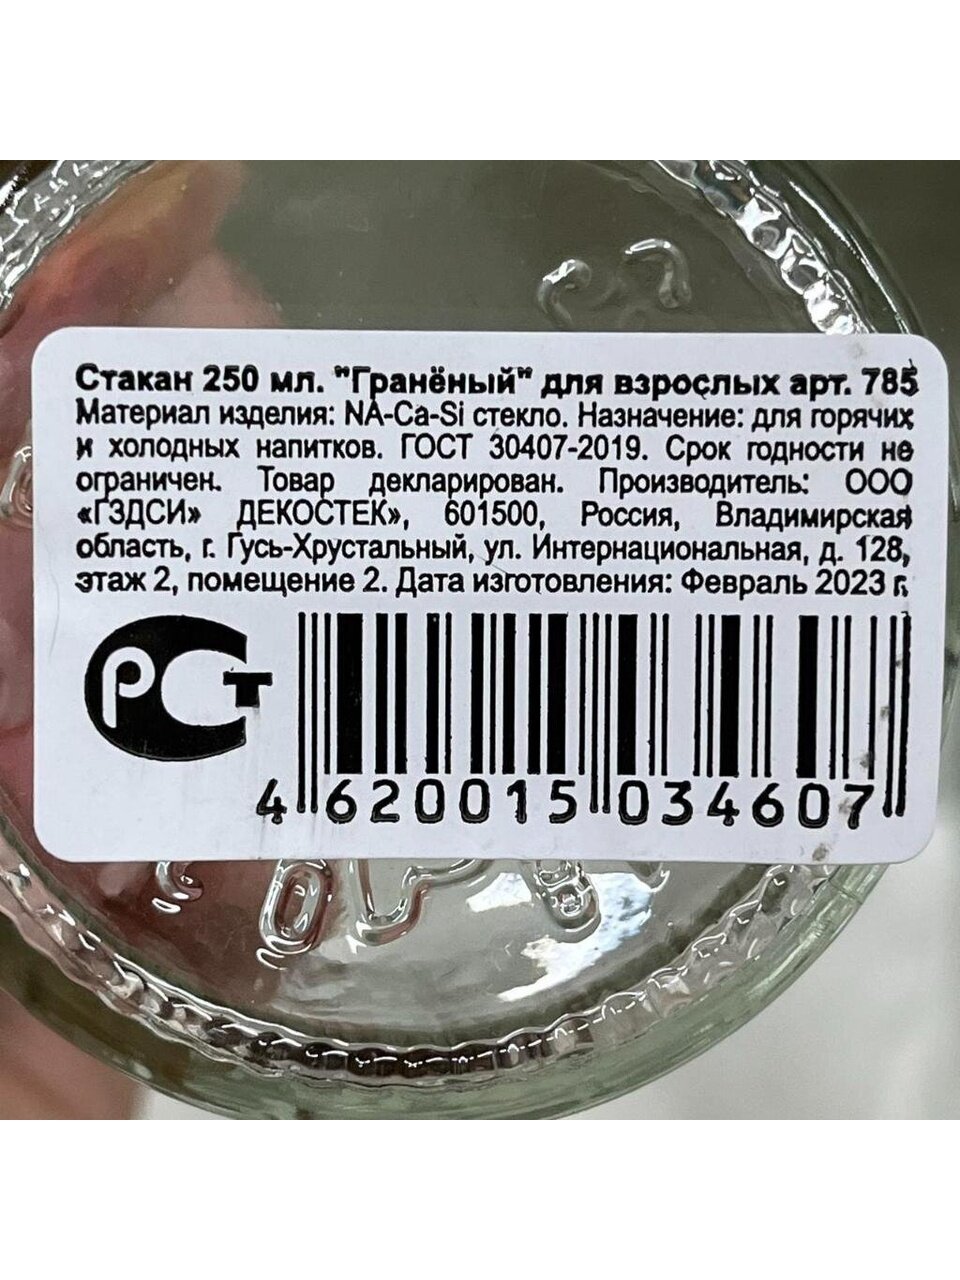 Стакан 250 мл. "Гранёный" для взрослых арт. 785
Материал изделия: NA-Ca-Si стекло. Назначение: для горячих
и холодных напитков. ГОСТ 30407-2019. Срок годности не
ограничен. Товар декларирован. Производитель: ООО
«ГЗДСИ» ДЕКОСТЕК», 601500, Россия, Владимирская
область, г. Гусь-Хрустальный, ул. Интернациональная, д. 128,
этаж 2, помещение 2. Дата изготовления: Февраль 2023 г.
РСТ
4 620015 034607